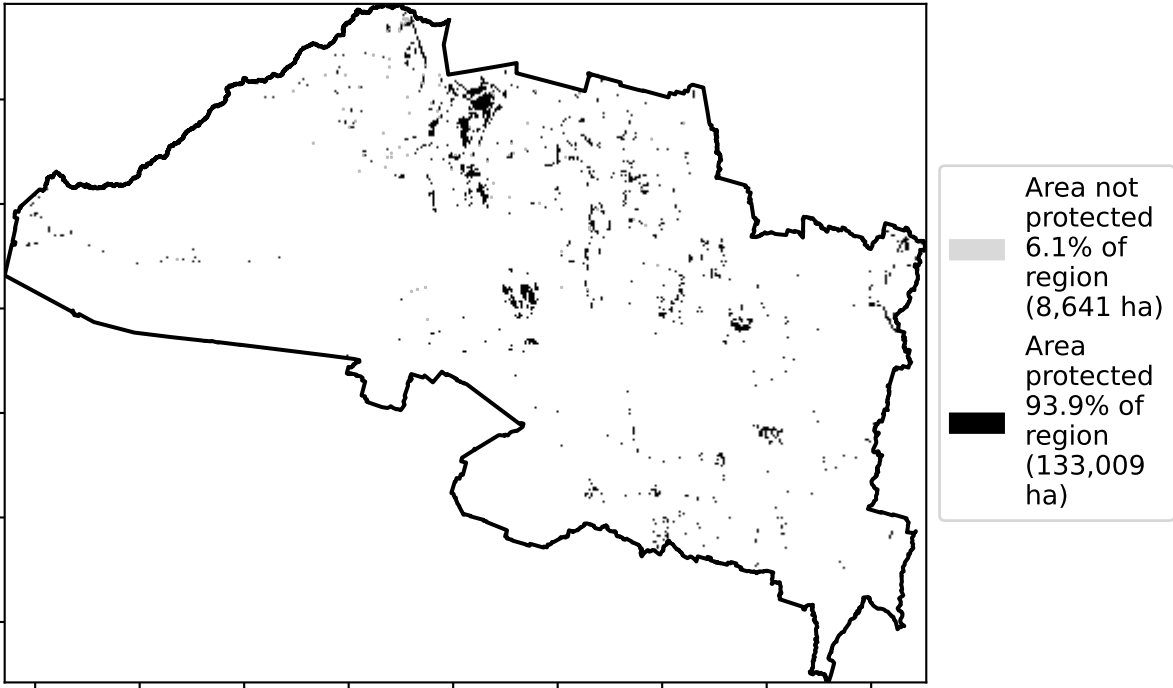 Area not
protected
6.1% of
region
(8,641 ha)
Area
protected
93.9% of
region
(133,009
ha)